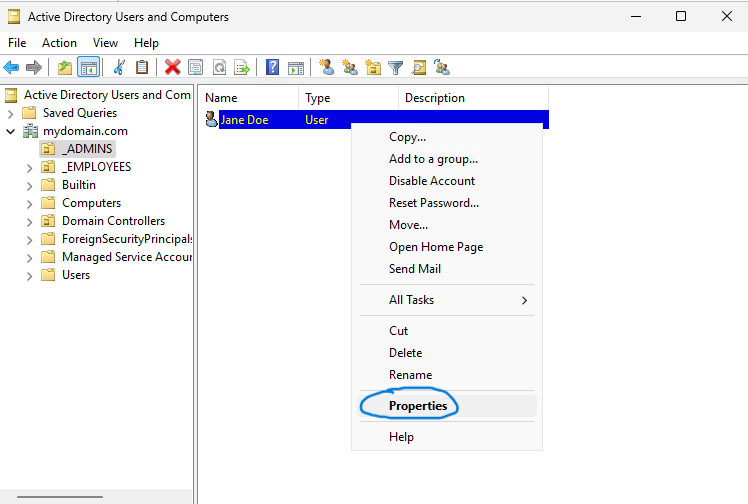 Active Directory Users and Computers
File Action View Help
Active Directory Users and Com
Saved Queries
mydomain.com
_ADMINS
_EMPLOYEES
Builtin
Computers
Domain Controllers
ForeignSecurityPrincipals
Managed Service Accour
Users
Name Type Description
Jane Doe User
Copy...
Add to a group...
Disable Account
Reset Password...
Move...
Open Home Page
Send Mail
All Tasks
Cut
Delete
Rename
Properties
Help